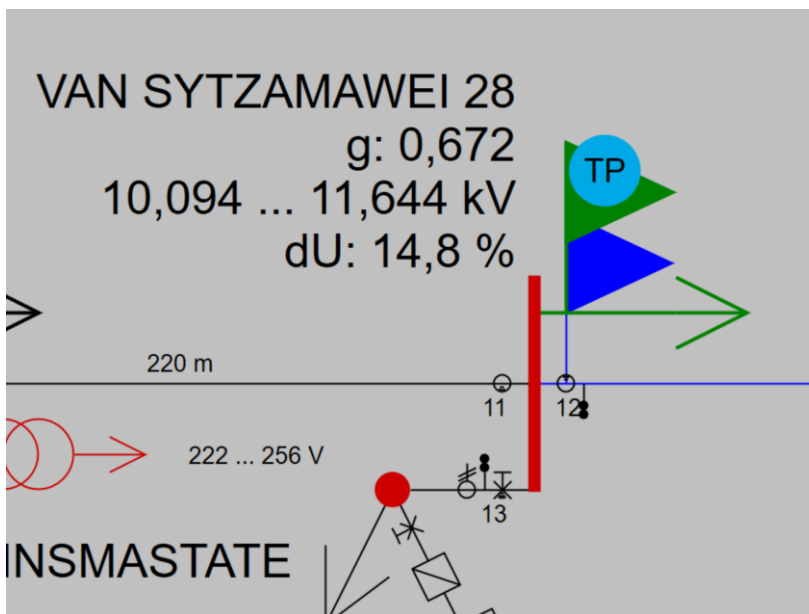 VAN SYTZAMAWEI 28
g: 0,672
10,094 ... 11,644 kV
dU: 14,8 %
TP
220 m
11
12
222 ... 256 V
13
INSMASTATE